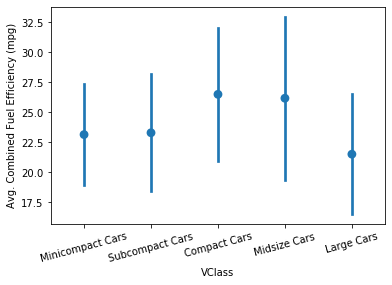 Avg. Combined Fuel Efficiency (mpg)
32.5
30.0
27.5
25.0
22.5
20.0
17.5
Minicompact Cars
Subcompact Cars
Compact Cars
Midsize Cars
Large Cars
VClass